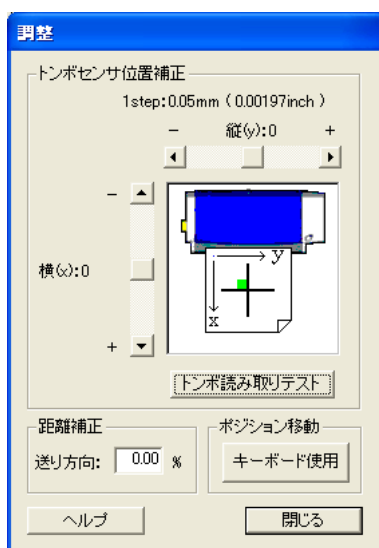 調整
トンボセンサ位置補正
1step:0.05mm ( 0.00197inch )
− 縦(y):0 +
−
横(x):0
+
y
x
トンボ読み取りテスト
距離補正
送り方向: 0.00 %
ポジション移動
キーボード使用
ヘルプ
閉じる